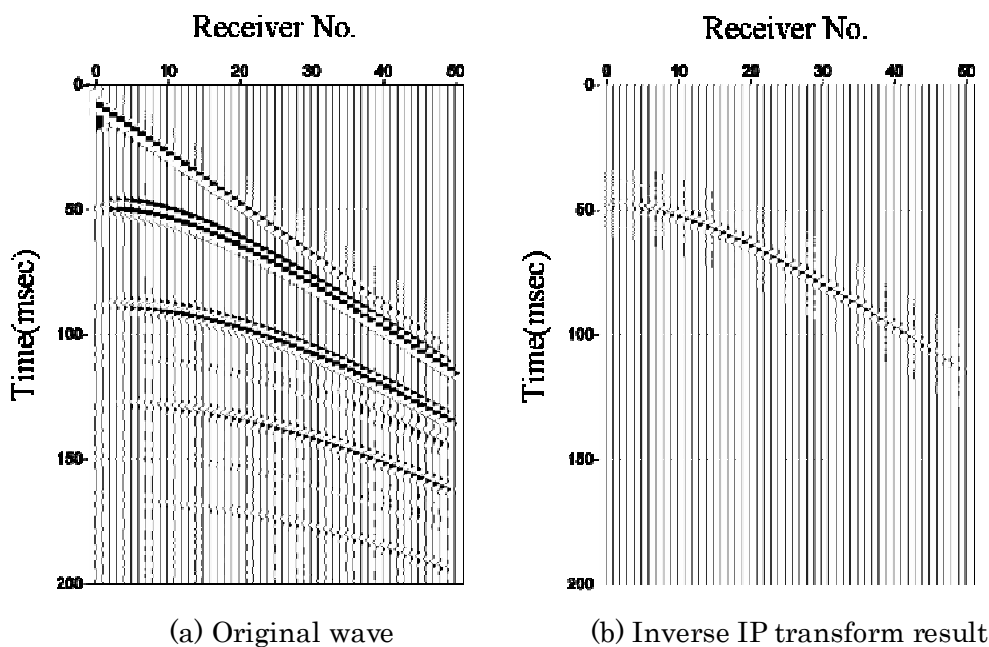 Receiver No.
0 10 20 30 40 50
0
50
100
150
200
Time(msec)
(a) Original wave
Receiver No.
0 10 20 30 40 50
0
50
100
150
200
Time(msec)
(b) Inverse IP transform result